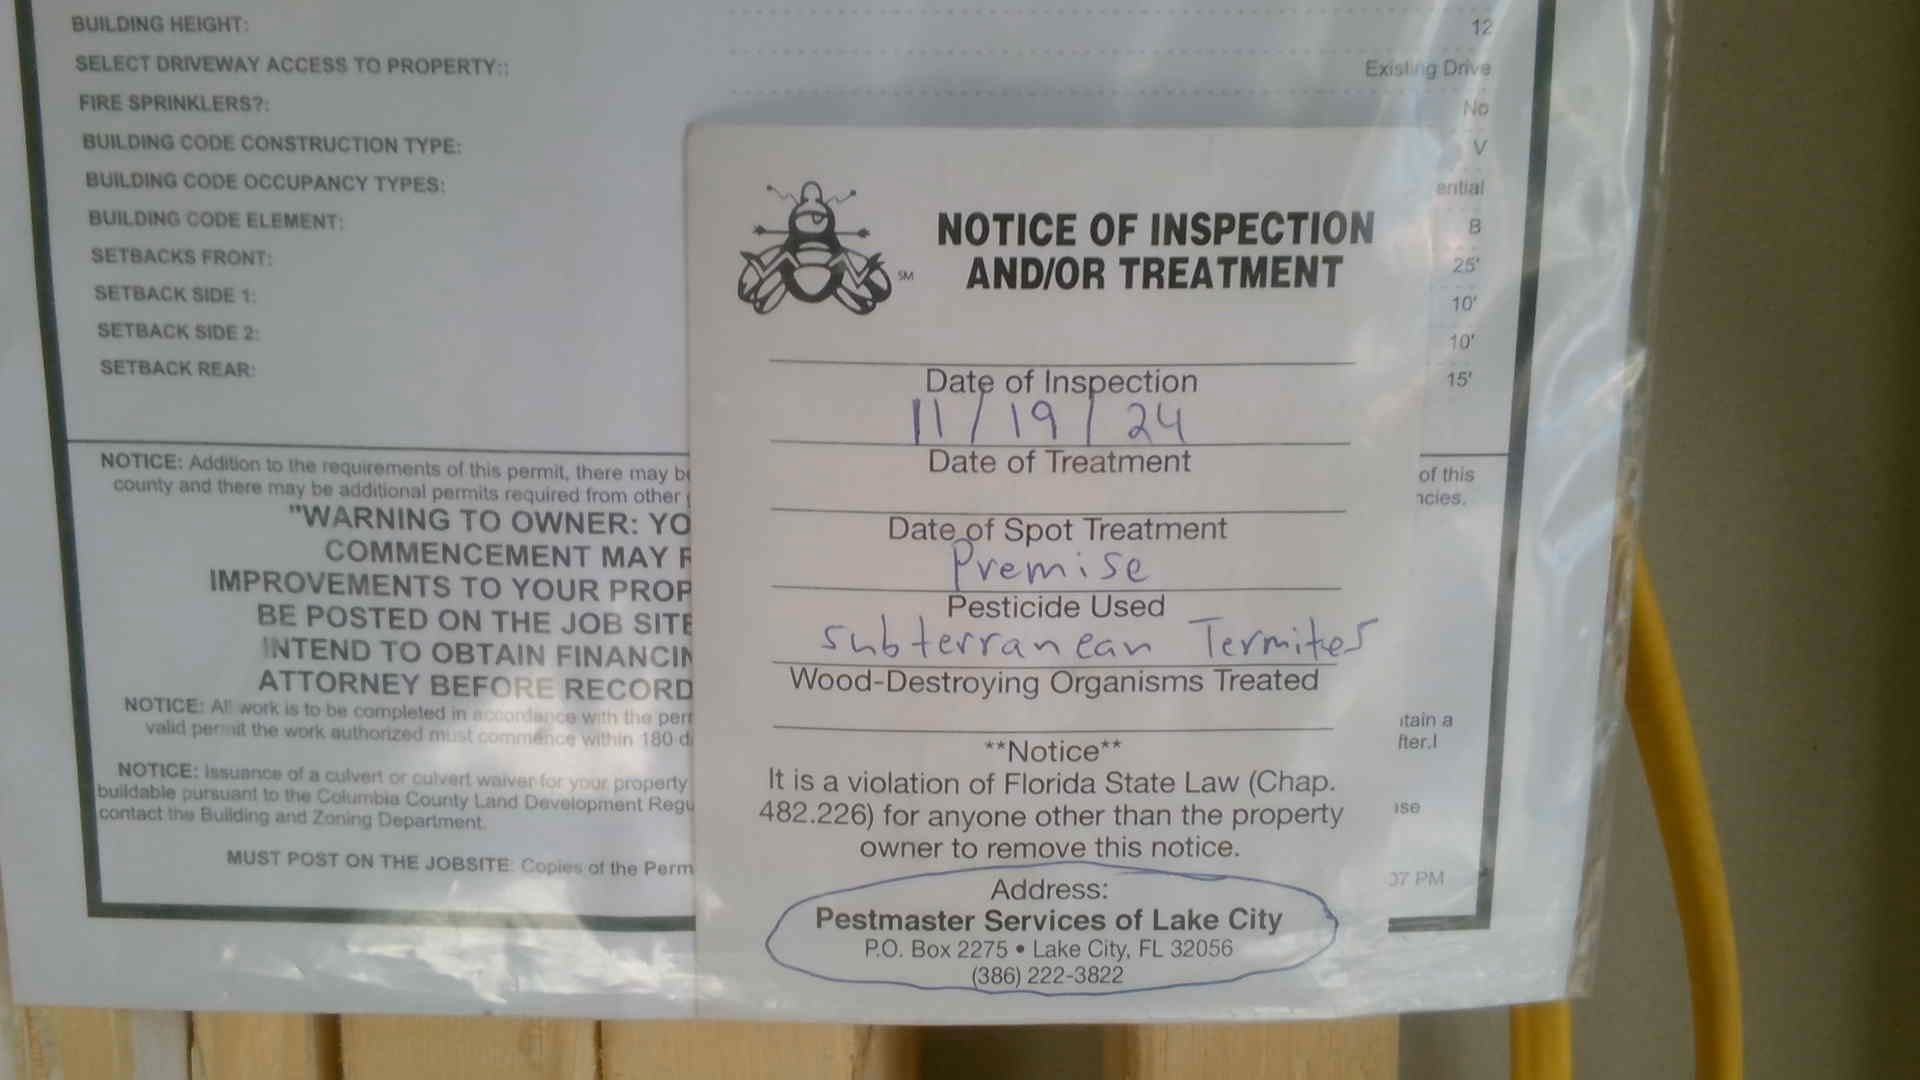 BUILDING HEIGHT: 12
SELECT DRIVEWAY ACCESS TO PROPERTY:: Existing Drive
FIRE SPRINKLERS?: No
BUILDING CODE CONSTRUCTION TYPE: V
BUILDING CODE OCCUPANCY TYPES: ential
BUILDING CODE ELEMENT: B
SETBACKS FRONT: 25'
SETBACK SIDE 1: 10'
SETBACK SIDE 2: 10'
SETBACK REAR: 15'
NOTICE: Addition to the requirements of this permit, there may be of this
county and there may be additional permits required from other ncies.
"WARNING TO OWNER: YO
COMMENCEMENT MAY R
IMPROVEMENTS TO YOUR PROP
BE POSTED ON THE JOB SITE
INTEND TO OBTAIN FINANCIN
ATTORNEY BEFORE RECORD
NOTICE: All work is to be completed in accordance with the per tain a
valid permit the work authorized must commence within 180 d fter.I
NOTICE: Issuance of a culvert or culvert waiver for your property
buildable pursuant to the Columbia County Land Development Regu se
contact the Building and Zoning Department.
MUST POST ON THE JOBSITE: Copies of the Perm
07 PM
NOTICE OF INSPECTION
AND/OR TREATMENT
SM
Date of Inspection
11/19/24
Date of Treatment
Date of Spot Treatment
Premise
Pesticide Used
Subterranean Termites
Wood-Destroying Organisms Treated
**Notice**
It is a violation of Florida State Law (Chap.
482.226) for anyone other than the property
owner to remove this notice.
Address:
Pestmaster Services of Lake City
P.O. Box 2275 • Lake City, FL 32056
(386) 222-3822